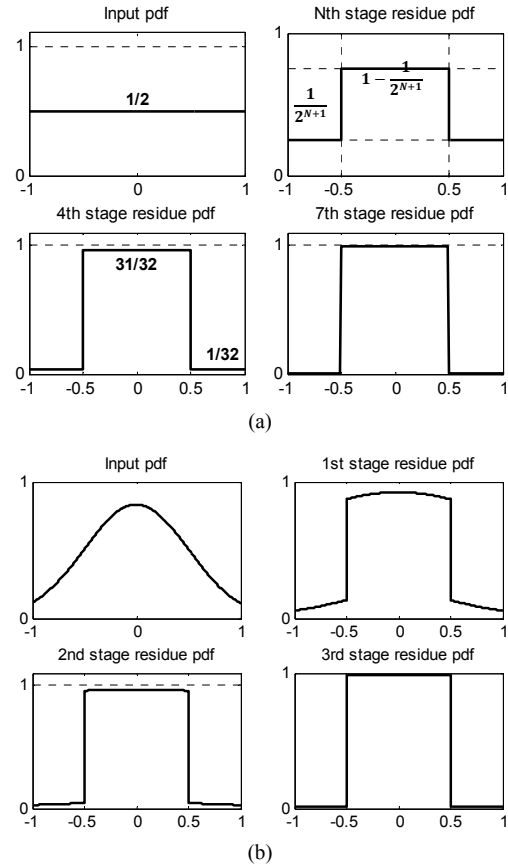 Input pdf
1
1/2
0
-1 0 1
Nth stage residue pdf
1
1/2^{N+1}
1 - 1/2^{N+1}
0
-1 -0.5 0 0.5 1
4th stage residue pdf
1
31/32
1/32
0
-1 -0.5 0 0.5 1
7th stage residue pdf
1
0
-1 -0.5 0 0.5 1
(a)
Input pdf
1
0
-1 0 1
1st stage residue pdf
1
0
-1 -0.5 0 0.5 1
2nd stage residue pdf
1
0
-1 -0.5 0 0.5 1
3rd stage residue pdf
1
0
-1 -0.5 0 0.5 1
(b)